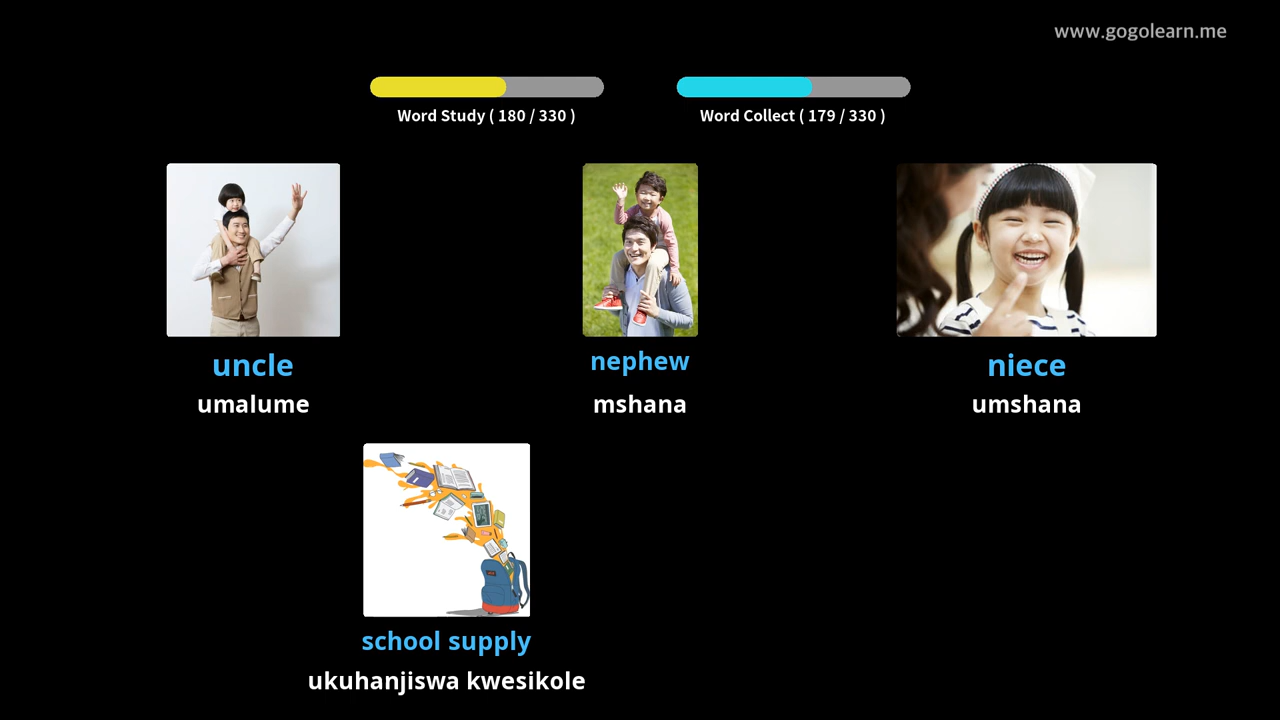 www.gogolearn.me
Word Study ( 180 / 330 )
Word Collect ( 179 / 330 )
uncle
umalume
nephew
mshana
niece
umshana
school supply
ukuhanjiswa kwesikole